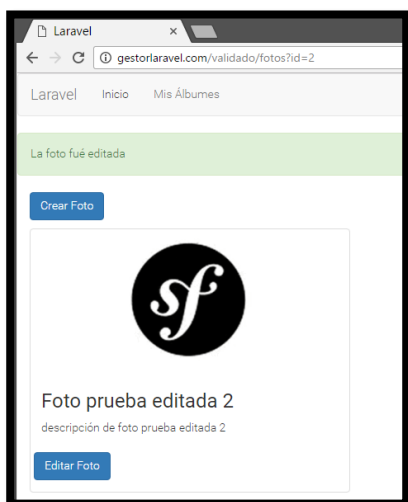 Laravel
gestorlaravel.com/validado/fotos?id=2
Laravel Inicio Mis Álbumes
La foto fué editada
Crear Foto
sf
Foto prueba editada 2
descripción de foto prueba editada 2
Editar Foto